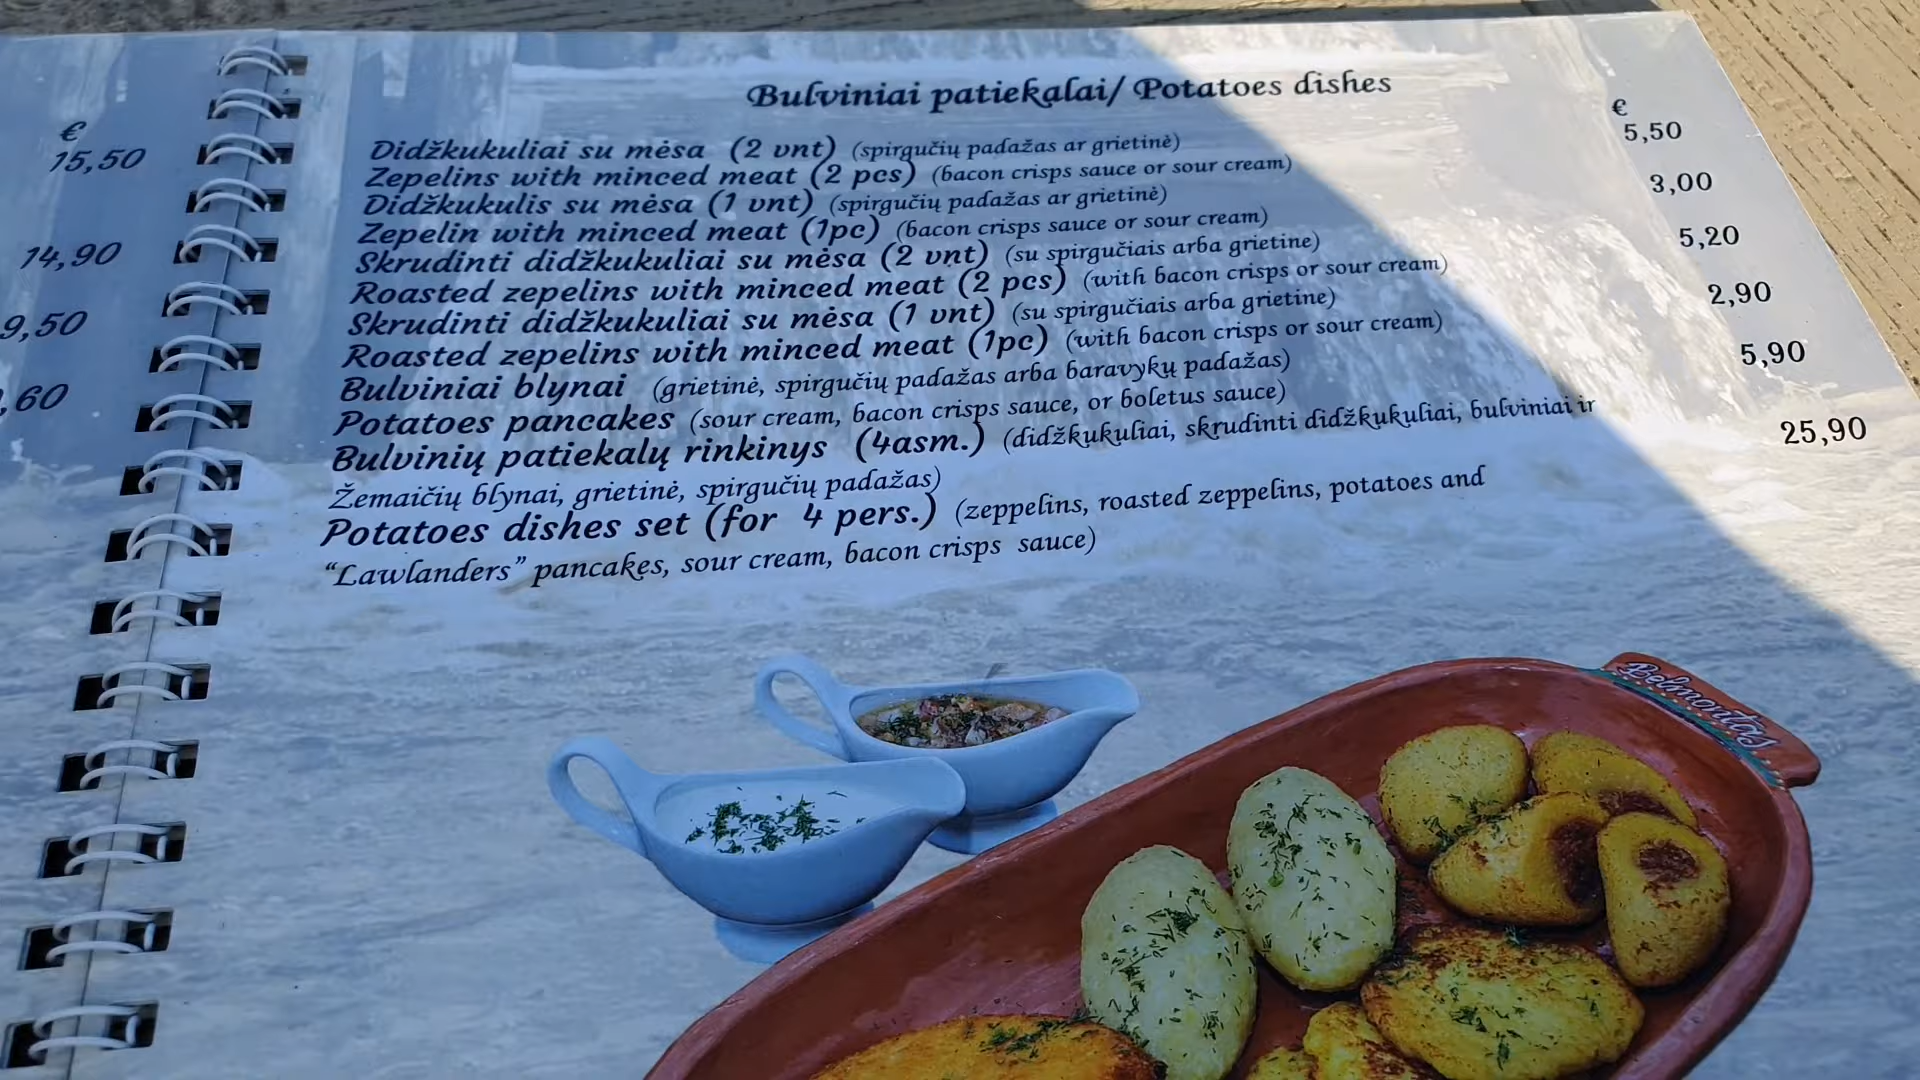 €
15,50
14,90
9,50
,60
Bulviniai patiekalai/ Potatoes dishes
€
Didžkukuliai su mėsa (2 vnt) (spirgučių padažas ar grietinė) 5,50
Zepelins with minced meat (2 pcs) (bacon crisps sauce or sour cream)
Didžkukulis su mėsa (1 vnt) (spirgučių padažas ar grietinė) 3,00
Zepelin with minced meat (1pc) (bacon crisps sauce or sour cream)
Skrudinti didžkukuliai su mėsa (2 vnt) (su spirgučiais arba grietine) 5,20
Roasted zepelins with minced meat (2 pcs) (with bacon crisps or sour cream)
Skrudinti didžkukuliai su mėsa (1 vnt) (su spirgučiais arba grietine) 2,90
Roasted zepelins with minced meat (1pc) (with bacon crisps or sour cream)
Bulviniai blynai (grietinė, spirgučių padažas arba baravykų padažas) 5,90
Potatoes pancakes (sour cream, bacon crisps sauce, or boletus sauce)
Bulvinių patiekalų rinkinys (4asm.) (didžkukuliai, skrudinti didžkukuliai, bulviniai ir 25,90
Žemaičių blynai, grietinė, spirgučių padažas)
Potatoes dishes set (for 4 pers.) (zeppelins, roasted zeppelins, potatoes and
"Lawlanders" pancakes, sour cream, bacon crisps sauce)
Belmontas